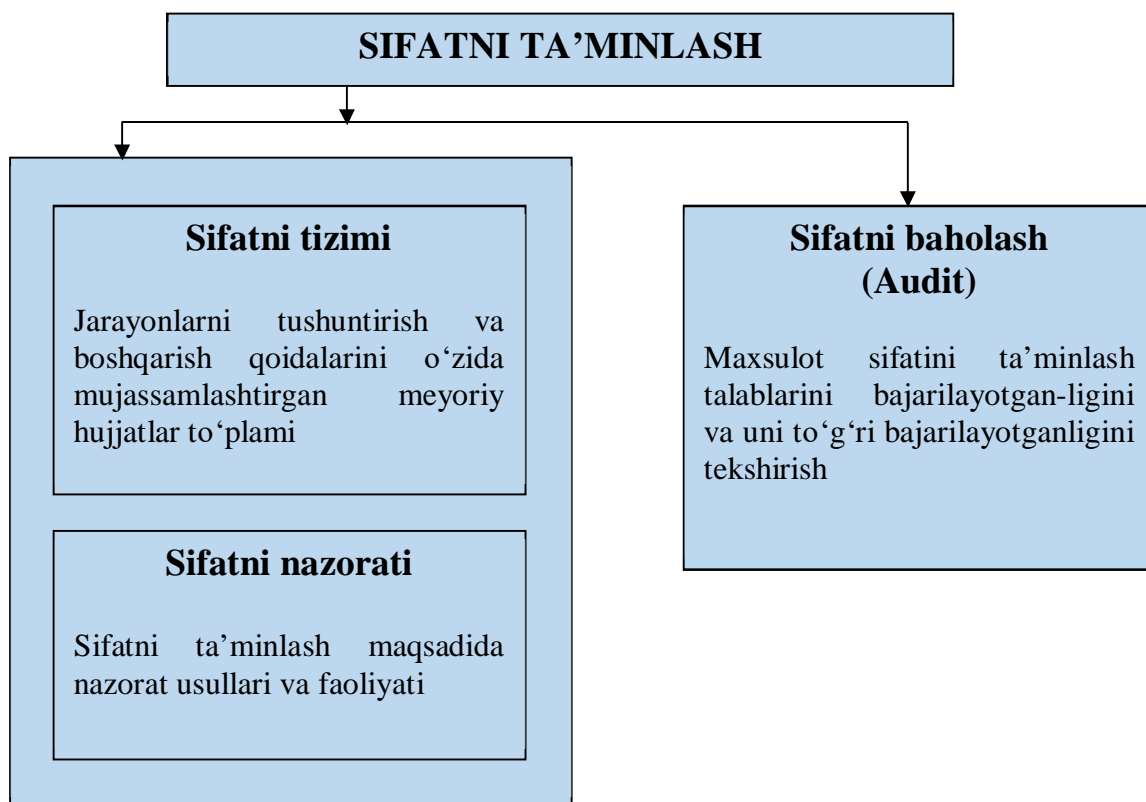 SIFATNI TA’MINLASH
Sifatni tizimi
Jarayonlarni tushuntirish va
boshqarish qoidalarini o‘zida
mujassamlashtirgan meyoriy
hujjatlar to‘plami
Sifatni nazorati
Sifatni ta’minlash maqsadida
nazorat usullari va faoliyati
Sifatni baholash
(Audit)
Maxsulot sifatini ta’minlash
talablarini bajarilayotgan-ligini
va uni to‘g‘ri bajarilayotganligini
tekshirish